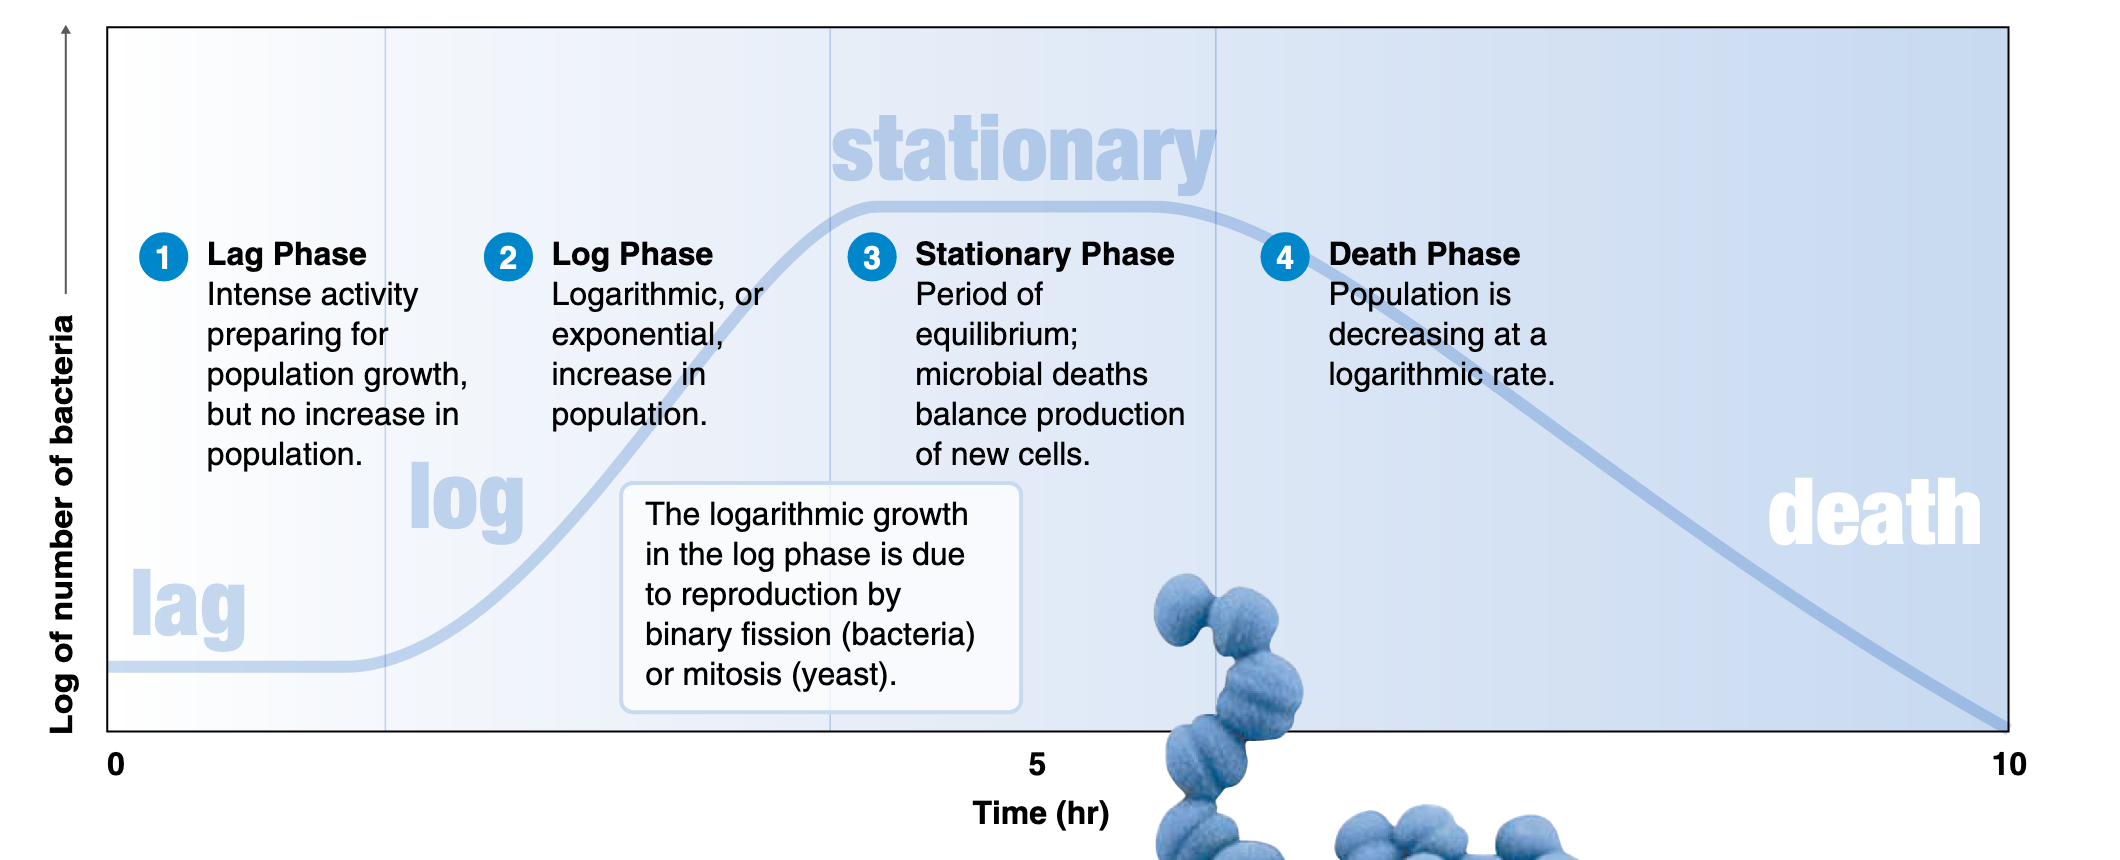 stationary
1 Lag Phase
Intense activity
preparing for
population growth,
but no increase in
population.
2 Log Phase
Logarithmic, or
exponential,
increase in
population.
3 Stationary Phase
Period of
equilibrium;
microbial deaths
balance production
of new cells.
4 Death Phase
Population is
decreasing at a
logarithmic rate.
lag
log
death
The logarithmic growth
in the log phase is due
to reproduction by
binary fission (bacteria)
or mitosis (yeast).
Log of number of bacteria
0 5 10
Time (hr)